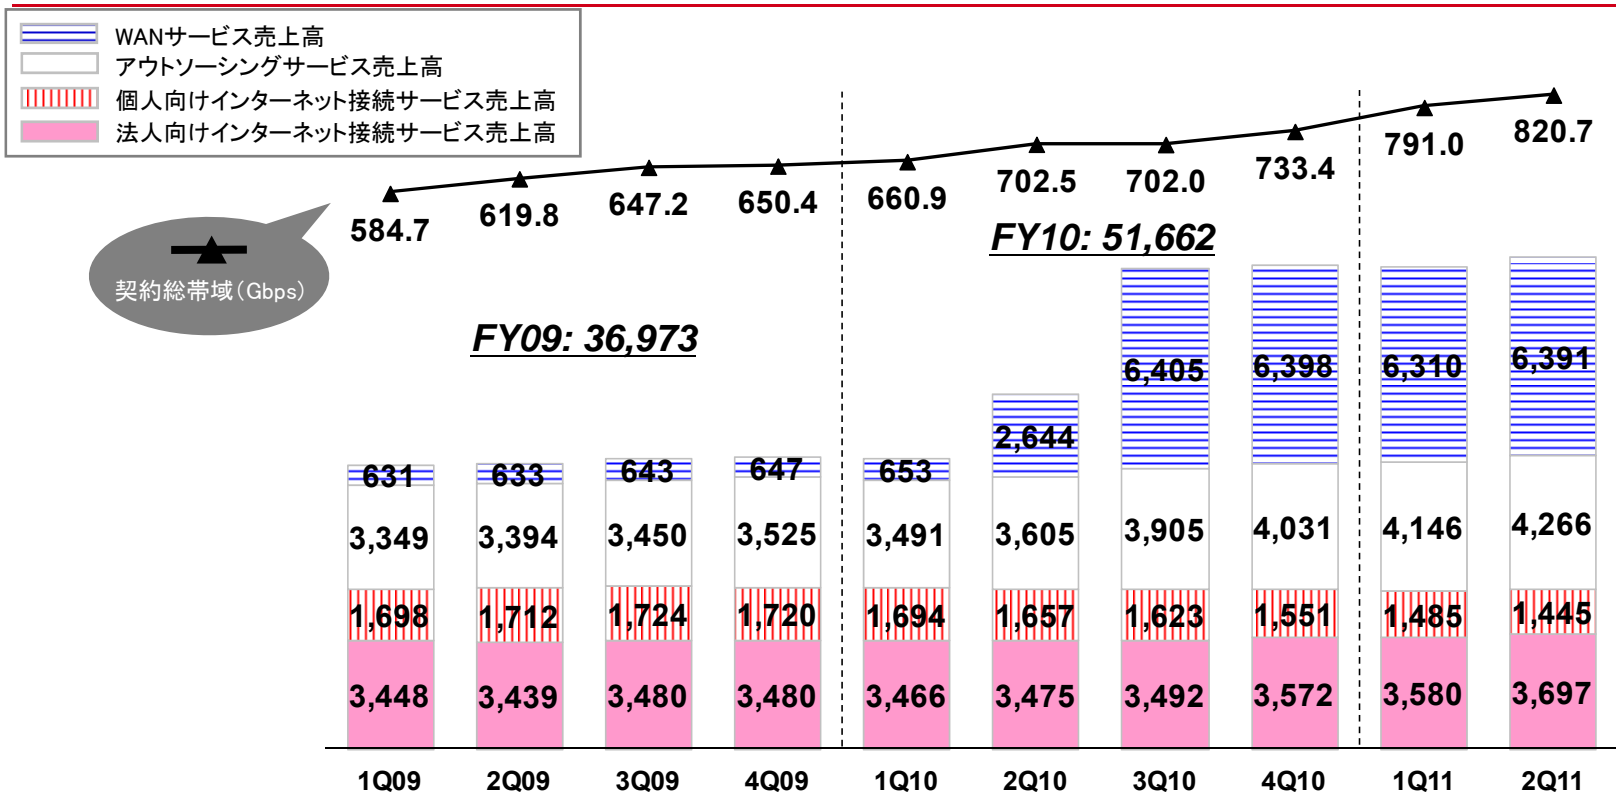 WANサービス売上高
アウトソーシングサービス売上高
個人向けインターネット接続サービス売上高
法人向けインターネット接続サービス売上高
584.7 619.8 647.2 650.4 660.9 702.5 702.0 733.4 791.0 820.7
契約総帯域(Gbps)
FY09: 36,973
FY10: 51,662
631 633 643 647 653 2,644 6,405 6,398 6,310 6,391
3,349 3,394 3,450 3,525 3,491 3,605 3,905 4,031 4,146 4,266
1,698 1,712 1,724 1,720 1,694 1,657 1,623 1,551 1,485 1,445
3,448 3,439 3,480 3,480 3,466 3,475 3,492 3,572 3,580 3,697
1Q09 2Q09 3Q09 4Q09 1Q10 2Q10 3Q10 4Q10 1Q11 2Q11